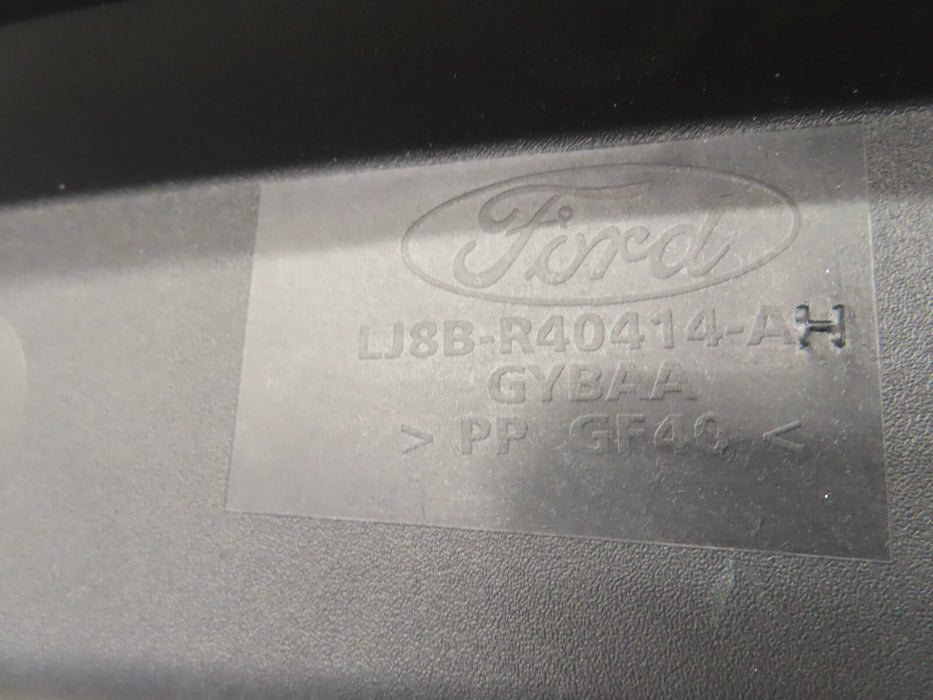 Ford
LJ8B-R40414-AH
GYBAA
> PP GF40 <